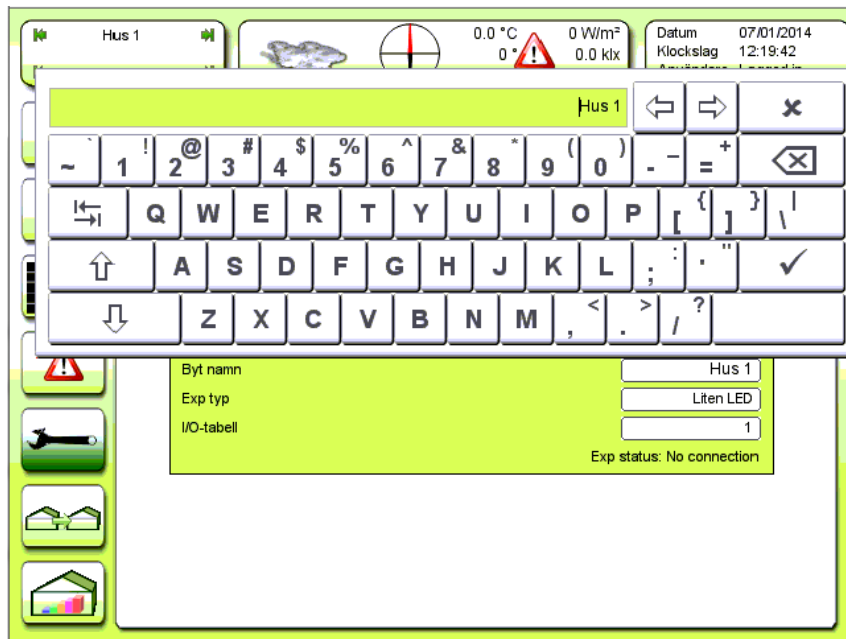 Hus 1
0.0 °C
0 W/m²
0 °
0.0 klx
Datum 07/01/2014
Klockslag 12:19:42
Hus 1
~ ` 1 ! 2 @ 3 # 4 $ 5 % 6 ^ 7 & 8 * 9 ( 0 ) - _ = +
Q W E R T Y U I O P [ { ] } \ |
A S D F G H J K L ; : ' "
Z X C V B N M , < . > / ?
Byt namn Hus 1
Exp typ Liten LED
I/O-tabell 1
Exp status: No connection